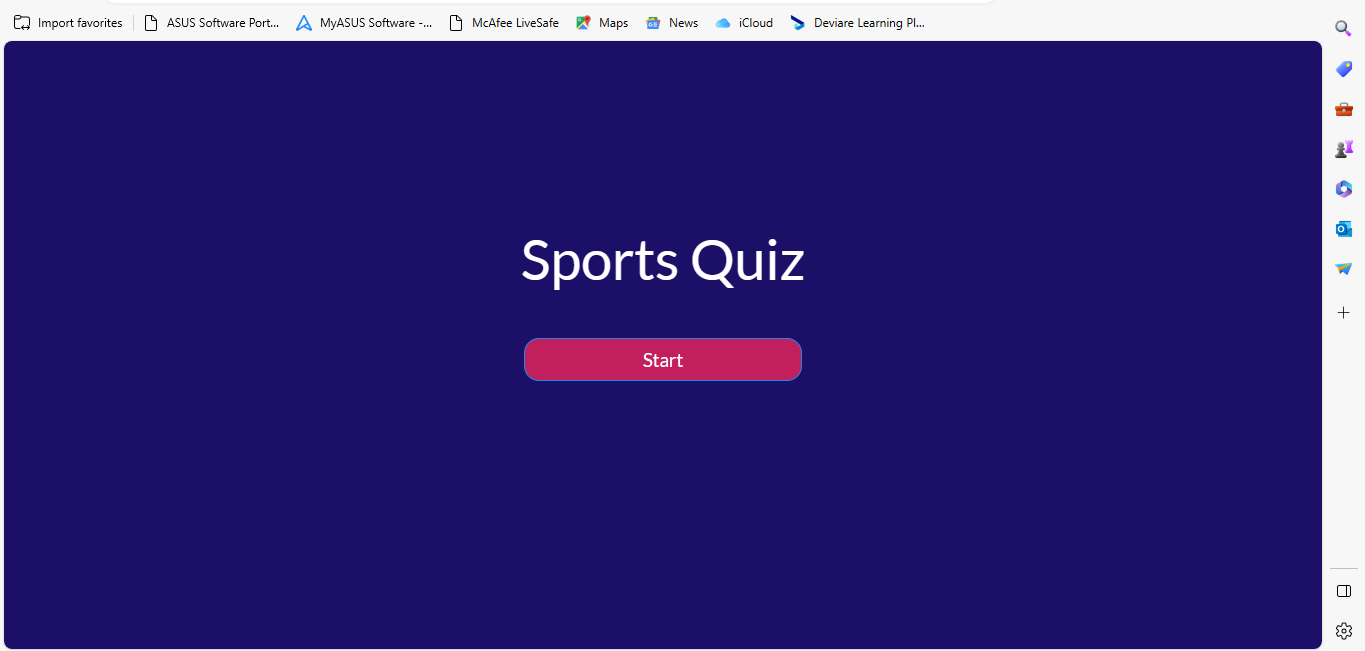 Import favorites
ASUS Software Port...
MyASUS Software -...
McAfee LiveSafe
Maps
News
iCloud
Deviare Learning Pl...
Sports Quiz
Start